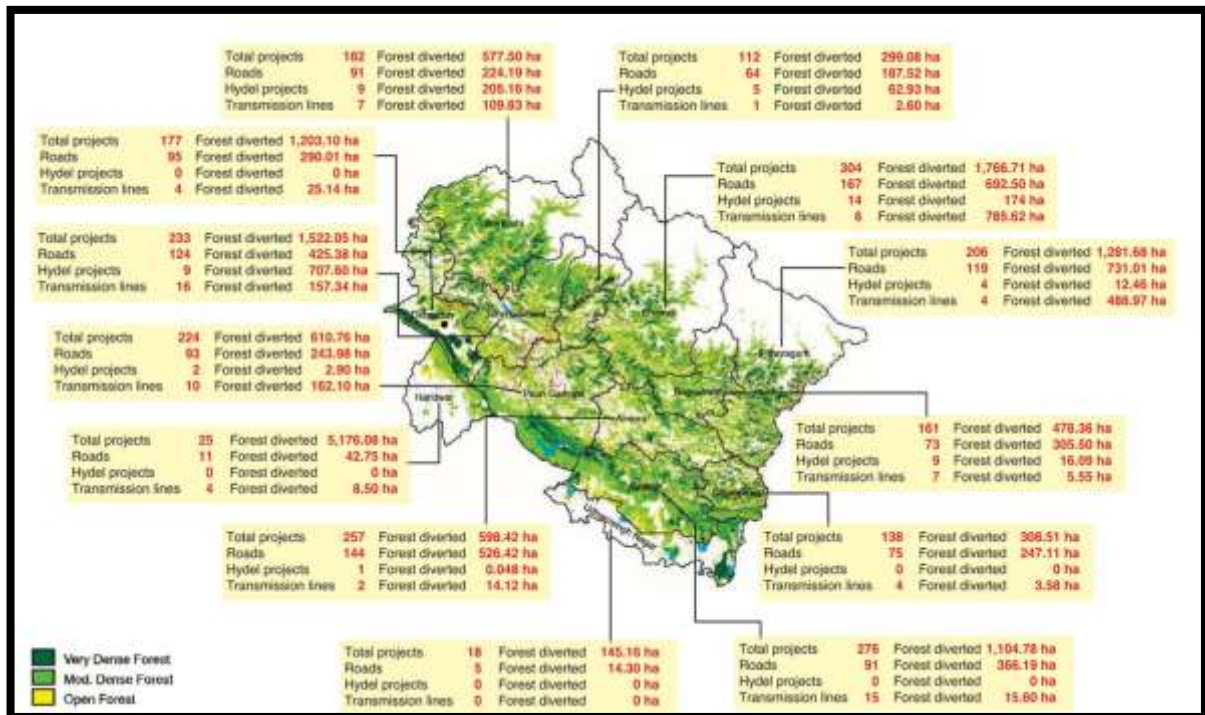 Total projects 182 Forest diverted 577.50 ha
Roads 91 Forest diverted 224.19 ha
Hydel projects 9 Forest diverted 205.16 ha
Transmission lines 7 Forest diverted 109.83 ha
Total projects 112 Forest diverted 299.08 ha
Roads 64 Forest diverted 187.52 ha
Hydel projects 5 Forest diverted 62.93 ha
Transmission lines 1 Forest diverted 2.60 ha
Total projects 177 Forest diverted 1,203.10 ha
Roads 95 Forest diverted 290.01 ha
Hydel projects 0 Forest diverted 0 ha
Transmission lines 4 Forest diverted 25.14 ha
Total projects 304 Forest diverted 1,766.71 ha
Roads 167 Forest diverted 692.50 ha
Hydel projects 14 Forest diverted 174 ha
Transmission lines 8 Forest diverted 785.62 ha
Total projects 233 Forest diverted 1,522.05 ha
Roads 124 Forest diverted 425.38 ha
Hydel projects 9 Forest diverted 707.60 ha
Transmission lines 16 Forest diverted 157.34 ha
Total projects 206 Forest diverted 1,281.68 ha
Roads 119 Forest diverted 731.01 ha
Hydel projects 4 Forest diverted 12.46 ha
Transmission lines 4 Forest diverted 488.97 ha
Total projects 224 Forest diverted 610.76 ha
Roads 93 Forest diverted 243.98 ha
Hydel projects 2 Forest diverted 2.90 ha
Transmission lines 10 Forest diverted 162.10 ha
Hardwar
Total projects 25 Forest diverted 5,176.08 ha
Roads 11 Forest diverted 42.75 ha
Hydel projects 0 Forest diverted 0 ha
Transmission lines 4 Forest diverted 8.50 ha
Total projects 161 Forest diverted 478.36 ha
Roads 73 Forest diverted 305.50 ha
Hydel projects 9 Forest diverted 16.09 ha
Transmission lines 7 Forest diverted 5.55 ha
Total projects 257 Forest diverted 598.42 ha
Roads 144 Forest diverted 526.42 ha
Hydel projects 1 Forest diverted 0.048 ha
Transmission lines 2 Forest diverted 14.12 ha
Total projects 138 Forest diverted 308.51 ha
Roads 75 Forest diverted 247.11 ha
Hydel projects 0 Forest diverted 0 ha
Transmission lines 4 Forest diverted 3.58 ha
Total projects 18 Forest diverted 145.16 ha
Roads 5 Forest diverted 14.30 ha
Hydel projects 0 Forest diverted 0 ha
Transmission lines 0 Forest diverted 0 ha
Total projects 276 Forest diverted 1,104.78 ha
Roads 91 Forest diverted 366.19 ha
Hydel projects 0 Forest diverted 0 ha
Transmission lines 15 Forest diverted 15.60 ha
Very Dense Forest
Mod. Dense Forest
Open Forest